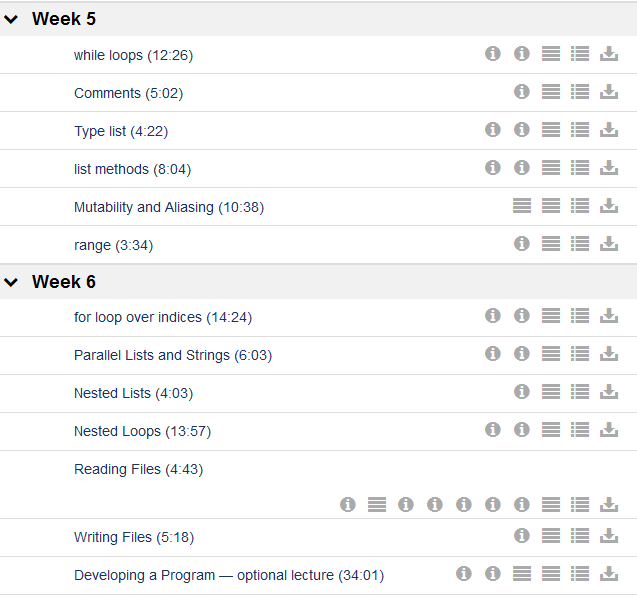 Week 5
while loops (12:26)
Comments (5:02)
Type list (4:22)
list methods (8:04)
Mutability and Aliasing (10:38)
range (3:34)
Week 6
for loop over indices (14:24)
Parallel Lists and Strings (6:03)
Nested Lists (4:03)
Nested Loops (13:57)
Reading Files (4:43)
Writing Files (5:18)
Developing a Program — optional lecture (34:01)